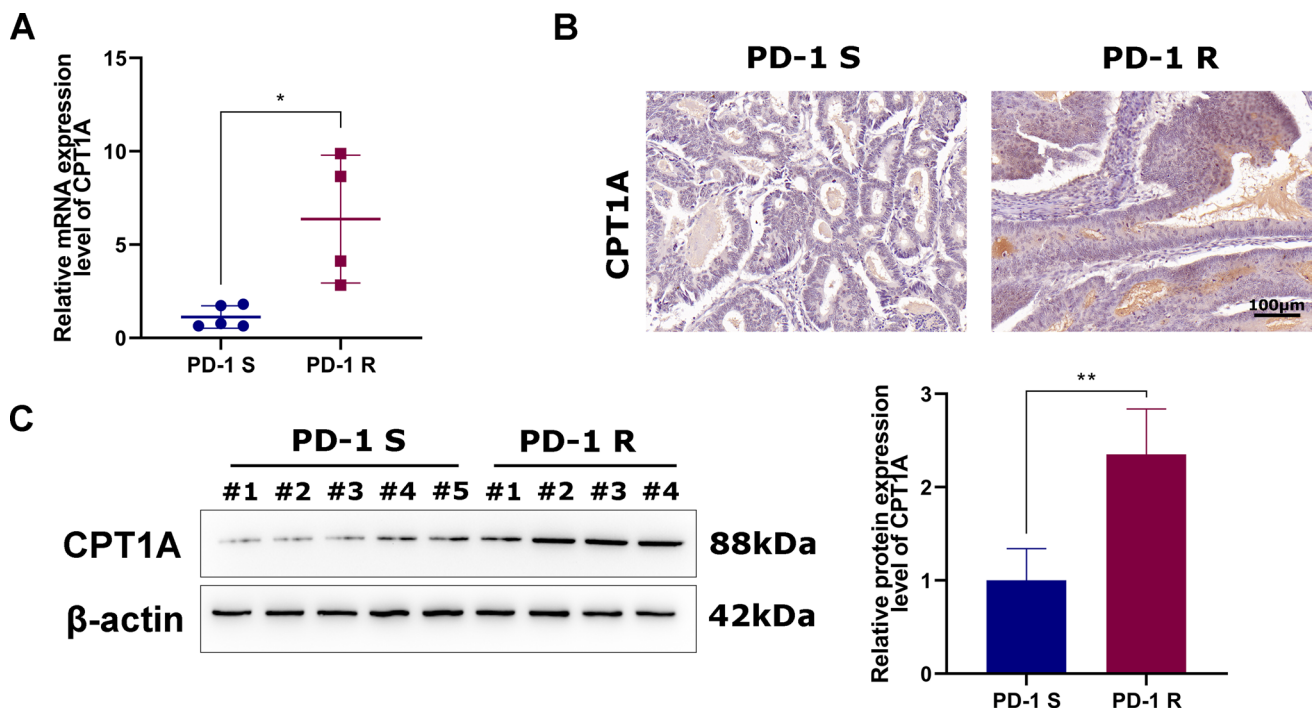 A
15
10
5
0
Relative mRNA expression
level of CPT1A
*
PD-1 S
PD-1 R
B
PD-1 S
PD-1 R
CPT1A
100μm
C
PD-1 S
PD-1 R
#1 #2 #3 #4 #5 #1 #2 #3 #4
CPT1A
88kDa
β-actin
42kDa
3
2
1
0
Relative protein expression
level of CPT1A
**
PD-1 S
PD-1 R